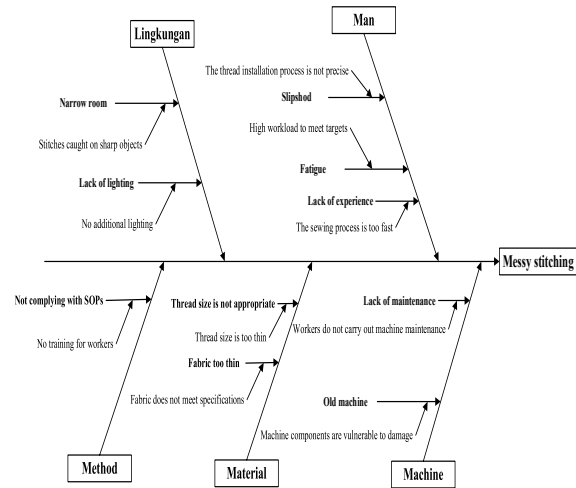 Man
Lingkungan
The thread installation process is not precise
Slipshod
Narrow room
High workload to meet targets
Stitches caught on sharp objects
Fatigue
Lack of lighting
Lack of experience
No additional lighting
The sewing process is too fast
Messy stitching
Not complying with SOPs
Thread size is not appropriate
Lack of maintenance
Thread size is too thin
Workers do not carry out machine maintenance
No training for workers
Fabric too thin
Fabric does not meet specifications
Old machine
Machine components are vulnerable to damage
Method
Material
Machine